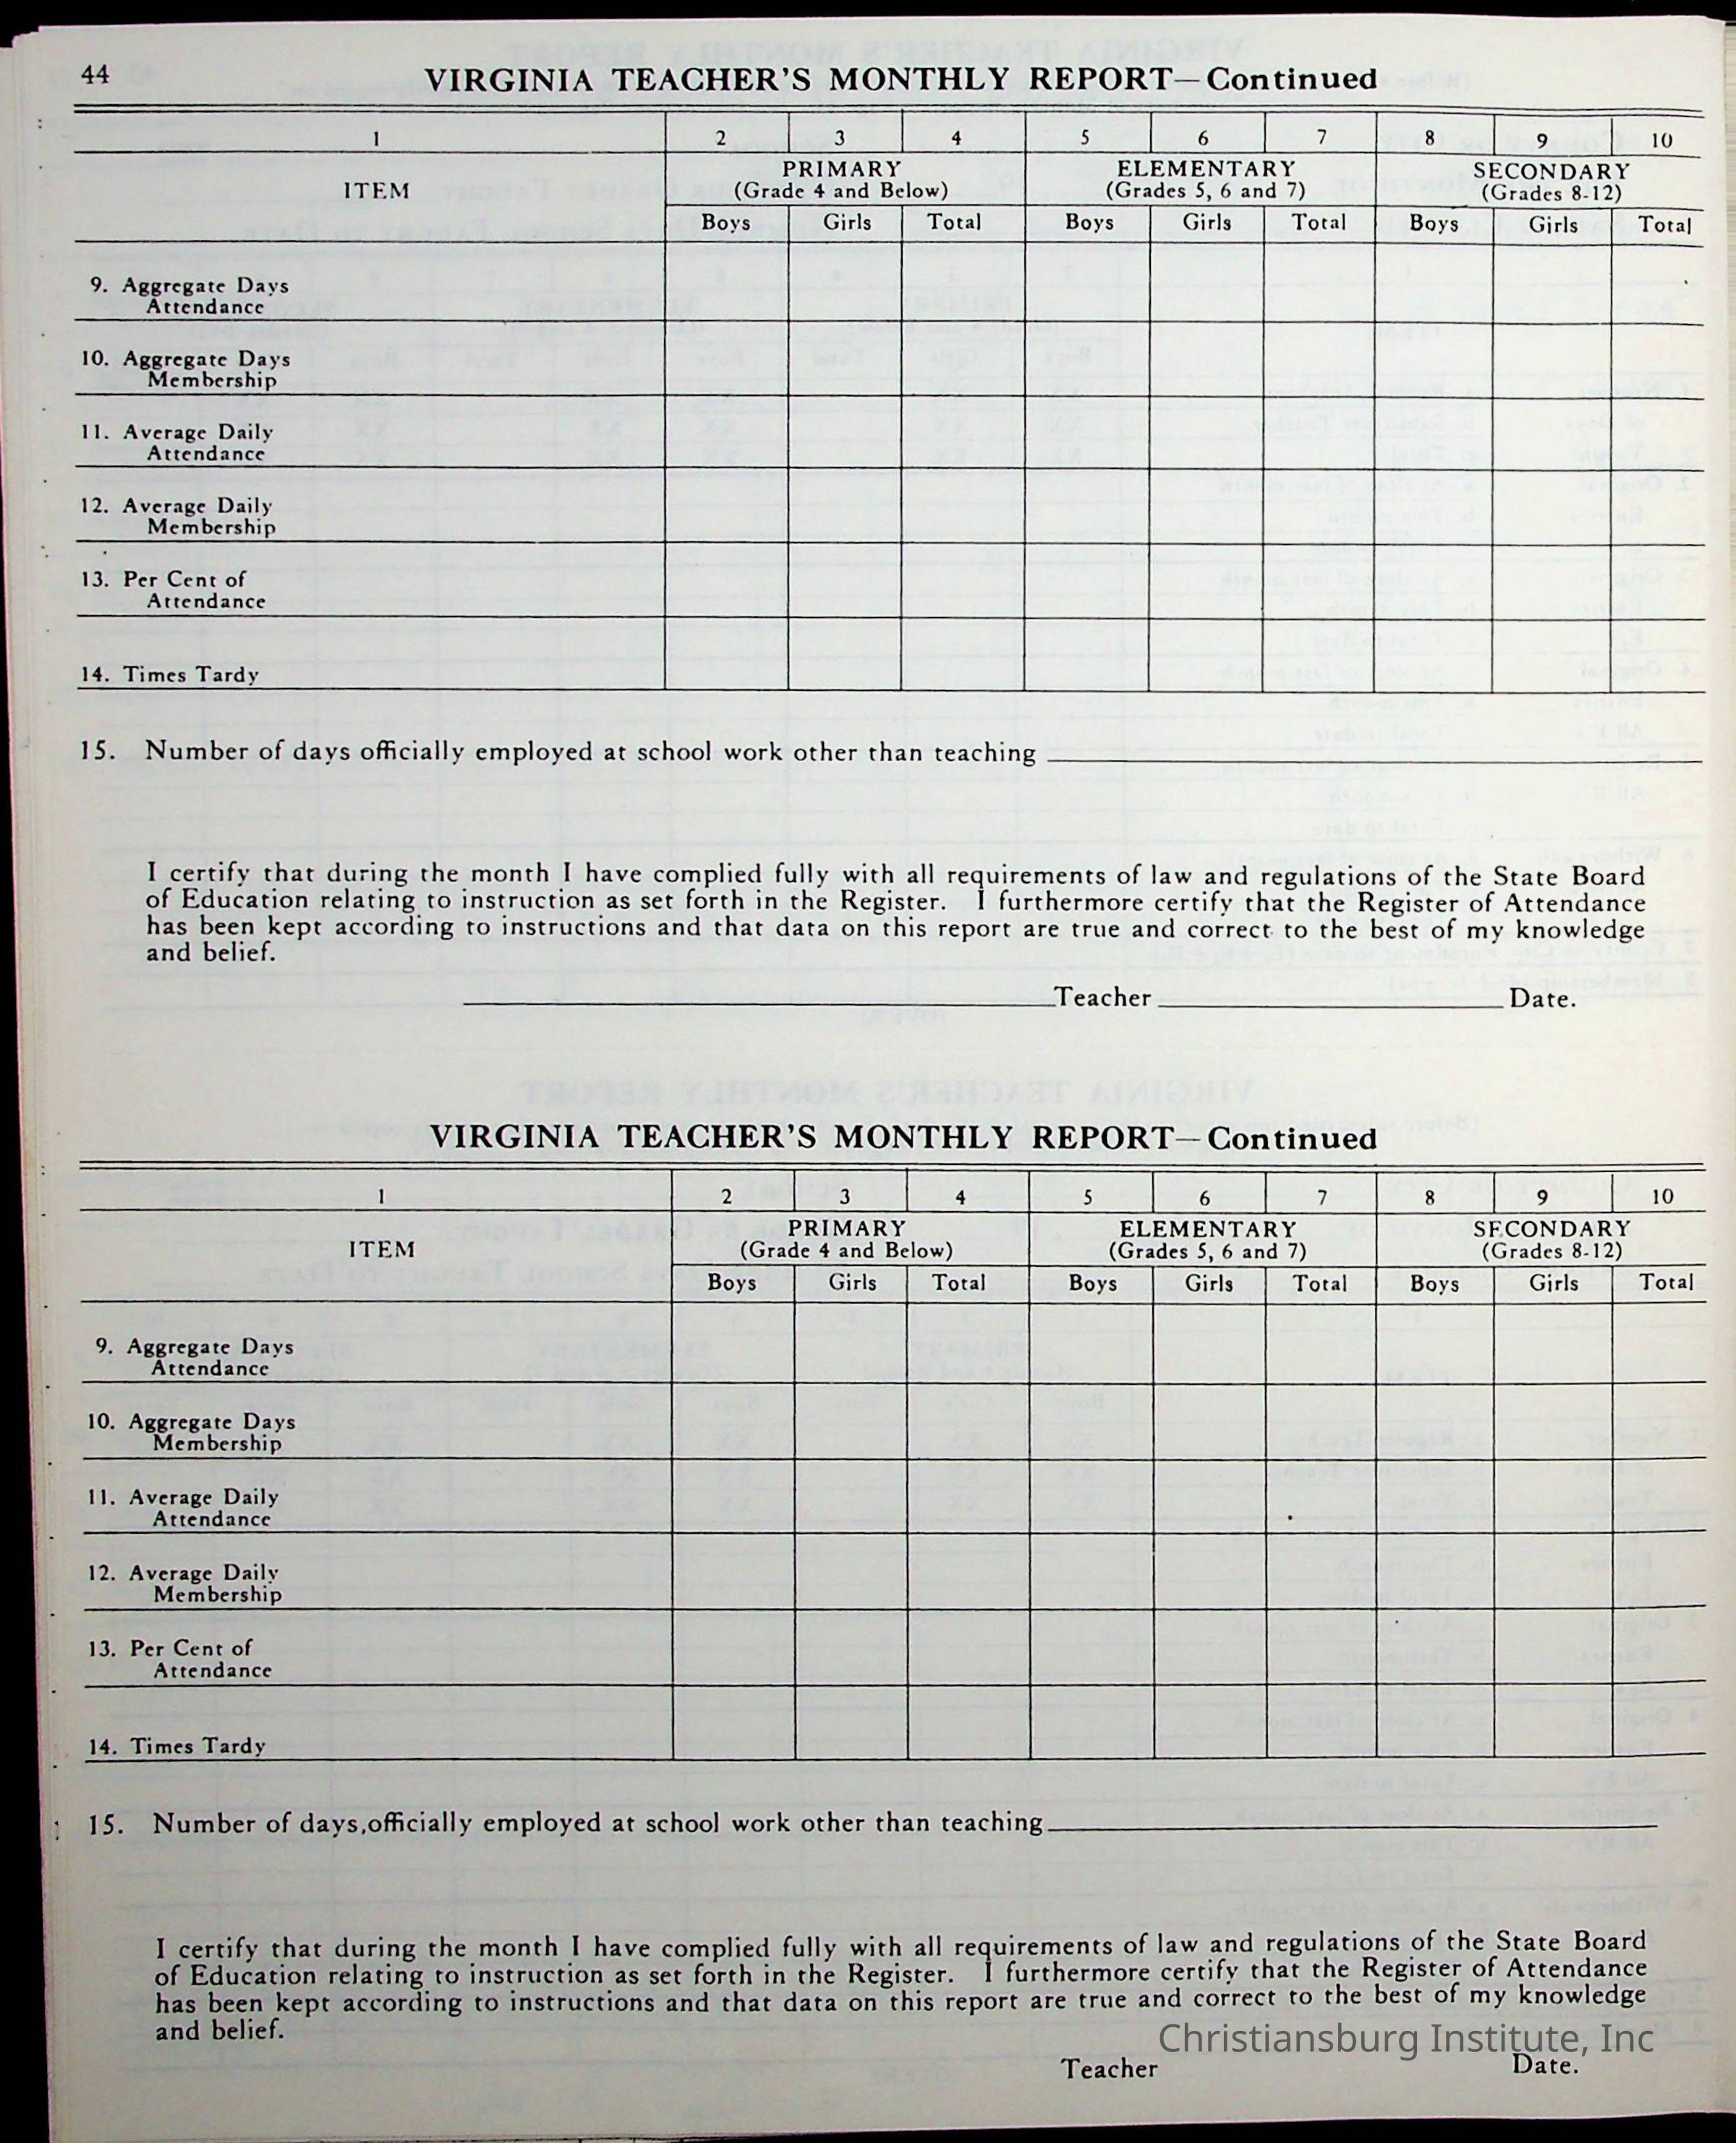 44
VIRGINIA TEACHER'S MONTHLY REPORT—Continued
1 2 3 4 5 6 7 8 9 10
ITEM PRIMARY ELEMENTARY SECONDARY
(Grade 4 and Below) (Grades 5, 6 and 7) (Grades 8-12)
Boys Girls Total Boys Girls Total Boys Girls Total
9. Aggregate Days
Attendance
10. Aggregate Days
Membership
11. Average Daily
Attendance
12. Average Daily
Membership
13. Per Cent of
Attendance
14. Times Tardy
15. Number of days officially employed at school work other than teaching
I certify that during the month I have complied fully with all requirements of law and regulations of the State Board
of Education relating to instruction as set forth in the Register. I furthermore certify that the Register of Attendance
has been kept according to instructions and that data on this report are true and correct to the best of my knowledge
and belief.
Teacher Date.
VIRGINIA TEACHER'S MONTHLY REPORT—Continued
1 2 3 4 5 6 7 8 9 10
ITEM PRIMARY ELEMENTARY SECONDARY
(Grade 4 and Below) (Grades 5, 6 and 7) (Grades 8-12)
Boys Girls Total Boys Girls Total Boys Girls Total
9. Aggregate Days
Attendance
10. Aggregate Days
Membership
11. Average Daily
Attendance
12. Average Daily
Membership
13. Per Cent of
Attendance
14. Times Tardy
15. Number of days,officially employed at school work other than teaching
I certify that during the month I have complied fully with all requirements of law and regulations of the State Board
of Education relating to instruction as set forth in the Register. I furthermore certify that the Register of Attendance
has been kept according to instructions and that data on this report are true and correct to the best of my knowledge
and belief.
Christiansburg Institute, Inc
Teacher Date.